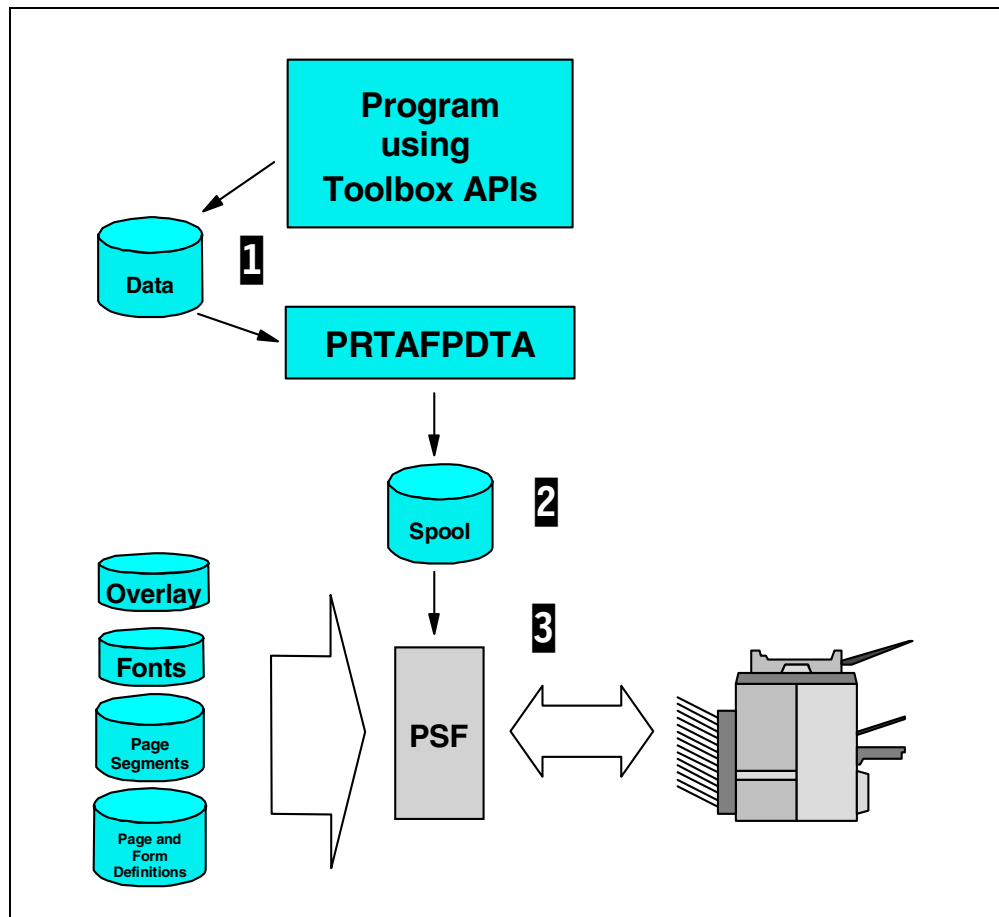 Program
using
Toolbox APIs
1
Data
PRTAFPDTA
2
Spool
Overlay
3
Fonts
PSF
Page
Segments
Page and
Form
Definitions